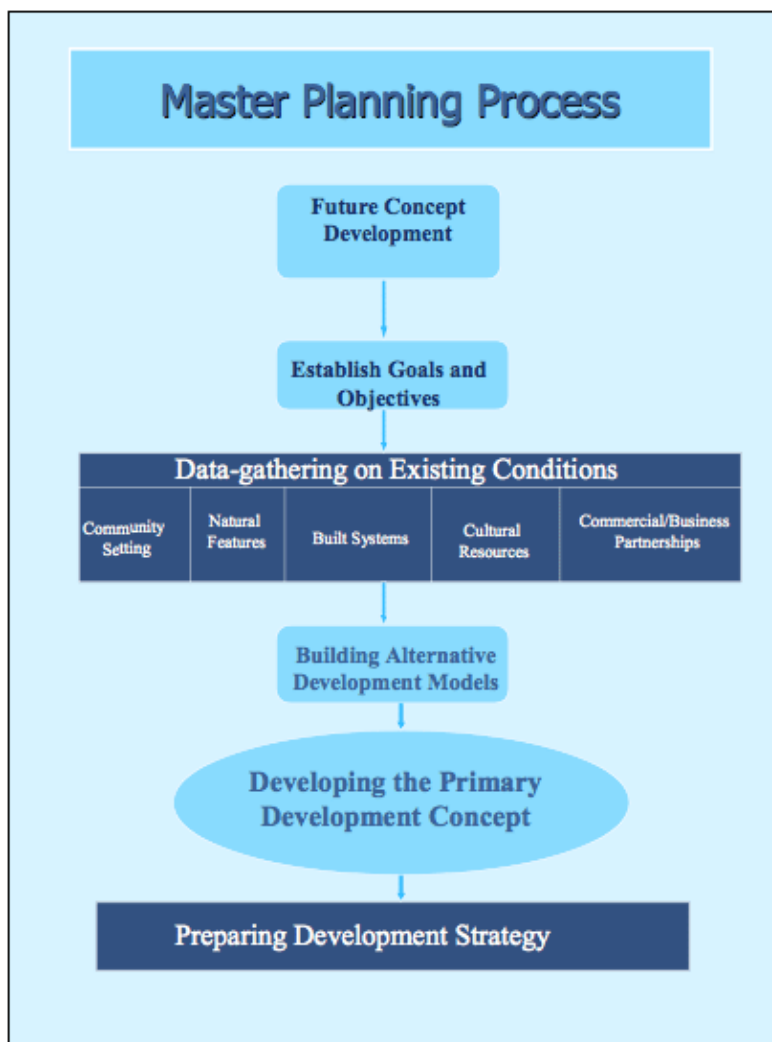 Master Planning Process
Future Concept
Development
Establish Goals and
Objectives
Data-gathering on Existing Conditions
Community
Setting
Natural
Features
Built Systems
Cultural
Resources
Commercial/Business
Partnerships
Building Alternative
Development Models
Developing the Primary
Development Concept
Preparing Development Strategy